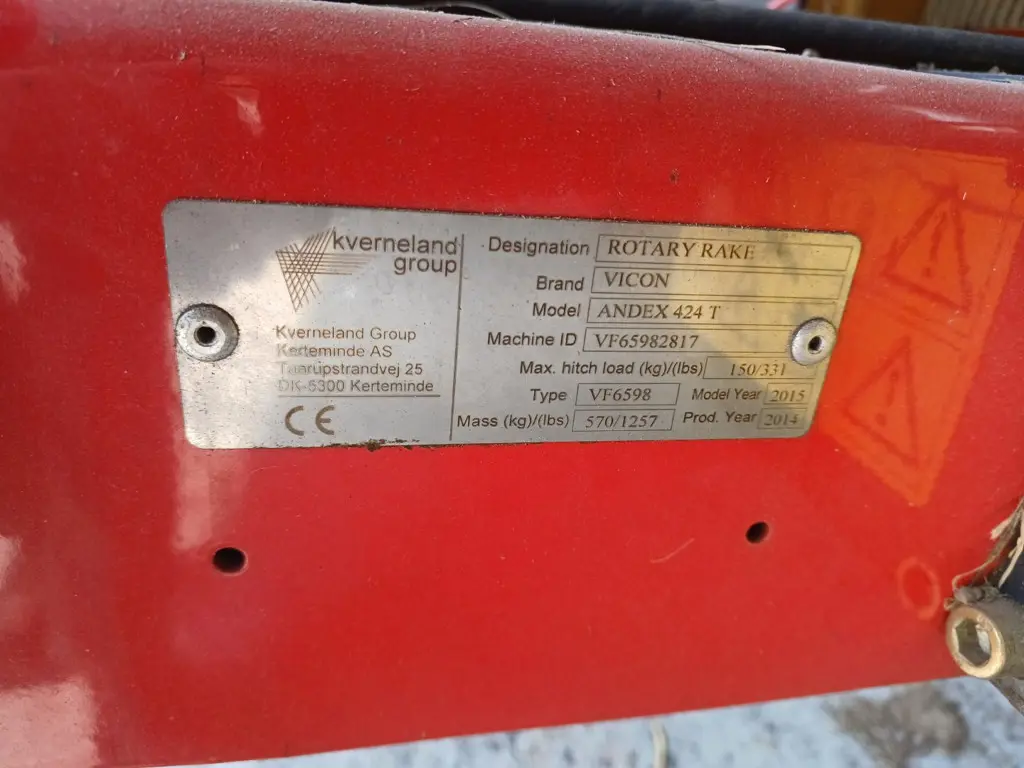 kverneland
group
Kverneland Group
Kerteminde AS
Taarupstrandvej 25
DK-5300 Kerteminde
CE
Designation ROTARY RAKE
Brand VICON
Model ANDEX 424 T
Machine ID VF65982817
Max. hitch load (kg)/(lbs) 150/331
Type VF6598 Model Year 2015
Mass (kg)/(lbs) 570/1257 Prod. Year 2014